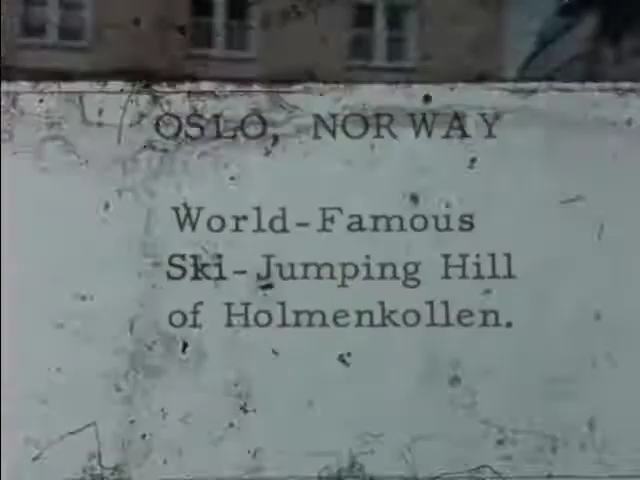 OSLO, NORWAY
World-Famous
Ski-Jumping Hill
of Holmenkollen.